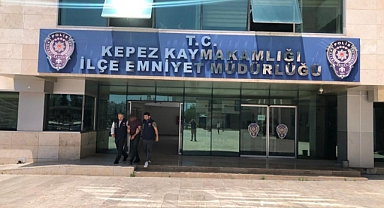 T.C.
KEPEZ KAYMAKAMLIĞI
İLÇE EMNİYET MÜDÜRLÜĞÜ